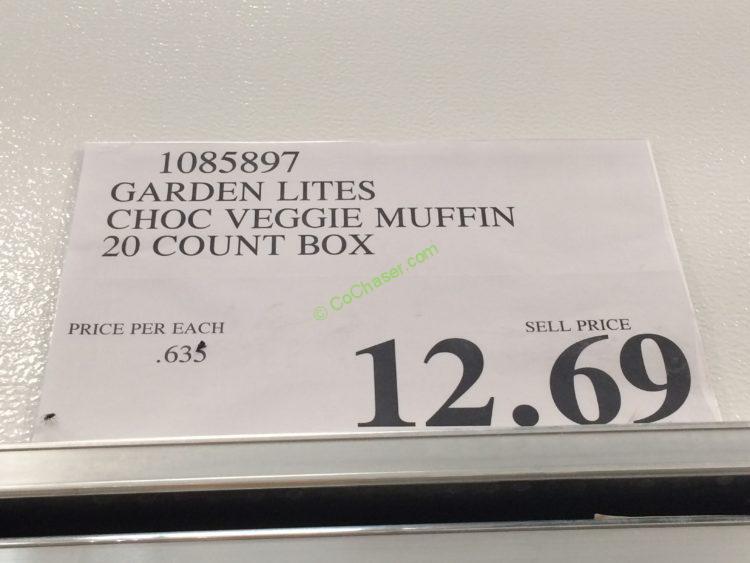 1085897
GARDEN LITES
CHOC VEGGIE MUFFIN
20 COUNT BOX
© CoChaser.com
PRICE PER EACH
.635
SELL PRICE
12.69